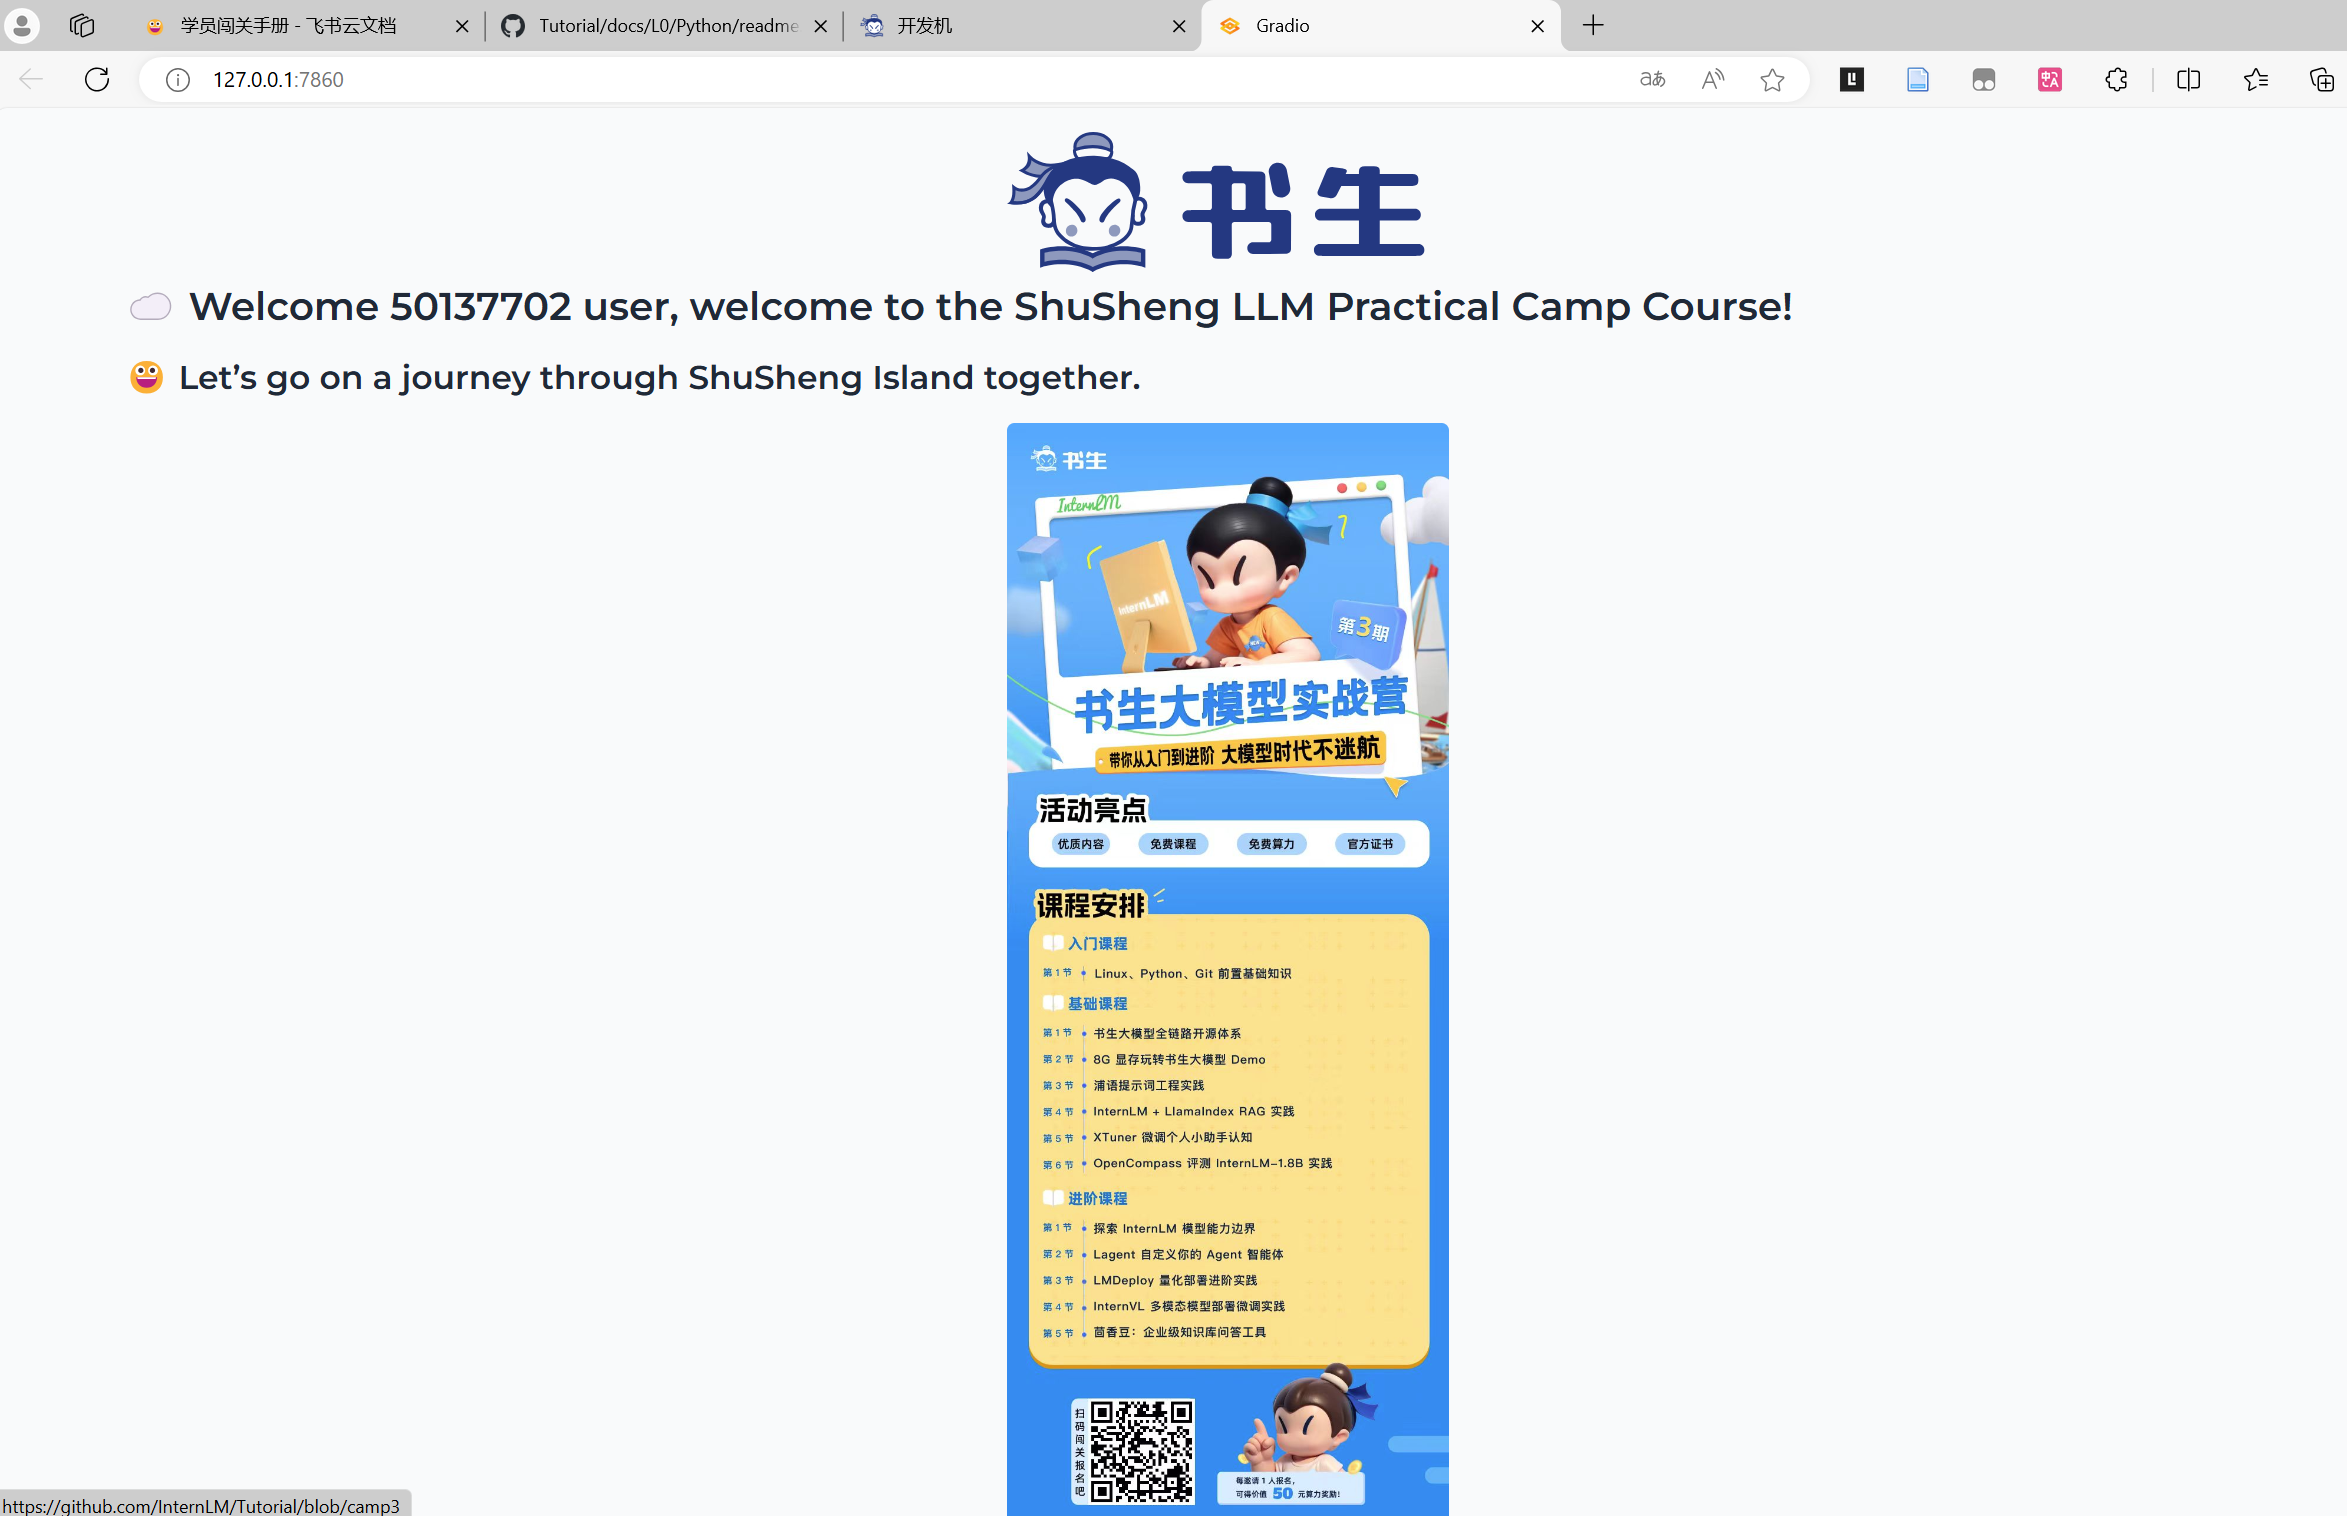 学员闯关手册 - 飞书云文档
Tutorial/docs/L0/Python/readme
开发机
Gradio
127.0.0.1:7860
书生
Welcome 50137702 user, welcome to the ShuSheng LLM Practical Camp Course!
Let’s go on a journey through ShuSheng Island together.
书生
InternLM
InternLM
第3期
书生大模型实战营
带你从入门到进阶 大模型时代不迷航
活动亮点
优质内容 免费课程 免费算力 官方证书
课程安排
入门课程
第1节 Linux、Python、Git 前置基础知识
基础课程
第1节 书生大模型全链路开源体系
第2节 8G 显存玩转书生大模型 Demo
第3节 浦语提示词工程实践
第4节 InternLM + LlamaIndex RAG 实践
第5节 XTuner 微调个人小助手认知
第6节 OpenCompass 评测 InternLM-1.8B 实践
进阶课程
第1节 探索 InternLM 模型能力边界
第2节 Lagent 自定义你的 Agent 智能体
第3节 LMDeploy 量化部署进阶实践
第4节 InternVL 多模态模型部署微调实践
第5节 茴香豆：企业级知识库问答工具
扫码闯关报名吧
每邀请1人报名，
可得价值 50 元算力奖励!
https://github.com/InternLM/Tutorial/blob/camp3